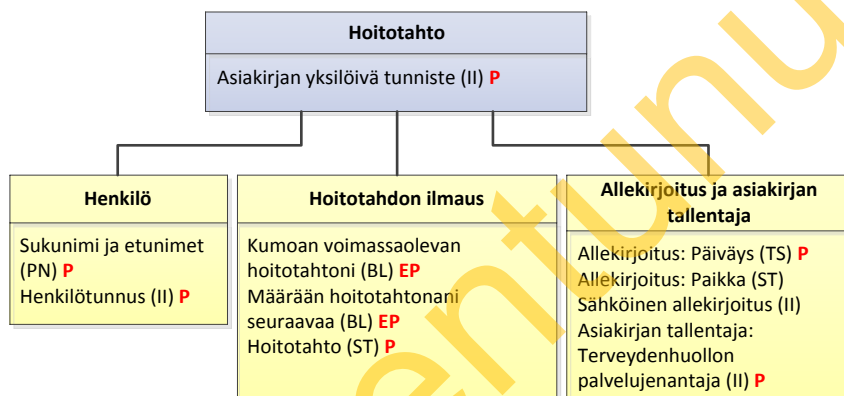 Hoitotahto
Asiakirjan yksilöivä tunniste (II) P
Henkilö
Sukunimi ja etunimet
(PN) P
Henkilötunnus (II) P
Hoitotahdon ilmaus
Kumoan voimassaolevan
hoitotahtoni (BL) EP
Määrään hoitotahtonani
seuraavaa (BL) EP
Hoitotahto (ST) P
Allekirjoitus ja asiakirjan
tallentaja
Allekirjoitus: Päiväys (TS) P
Allekirjoitus: Paikka (ST)
Sähköinen allekirjoitus (II)
Asiakirjan tallentaja:
Terveydenhuollon
palvelujenantaja (II) P
entunu